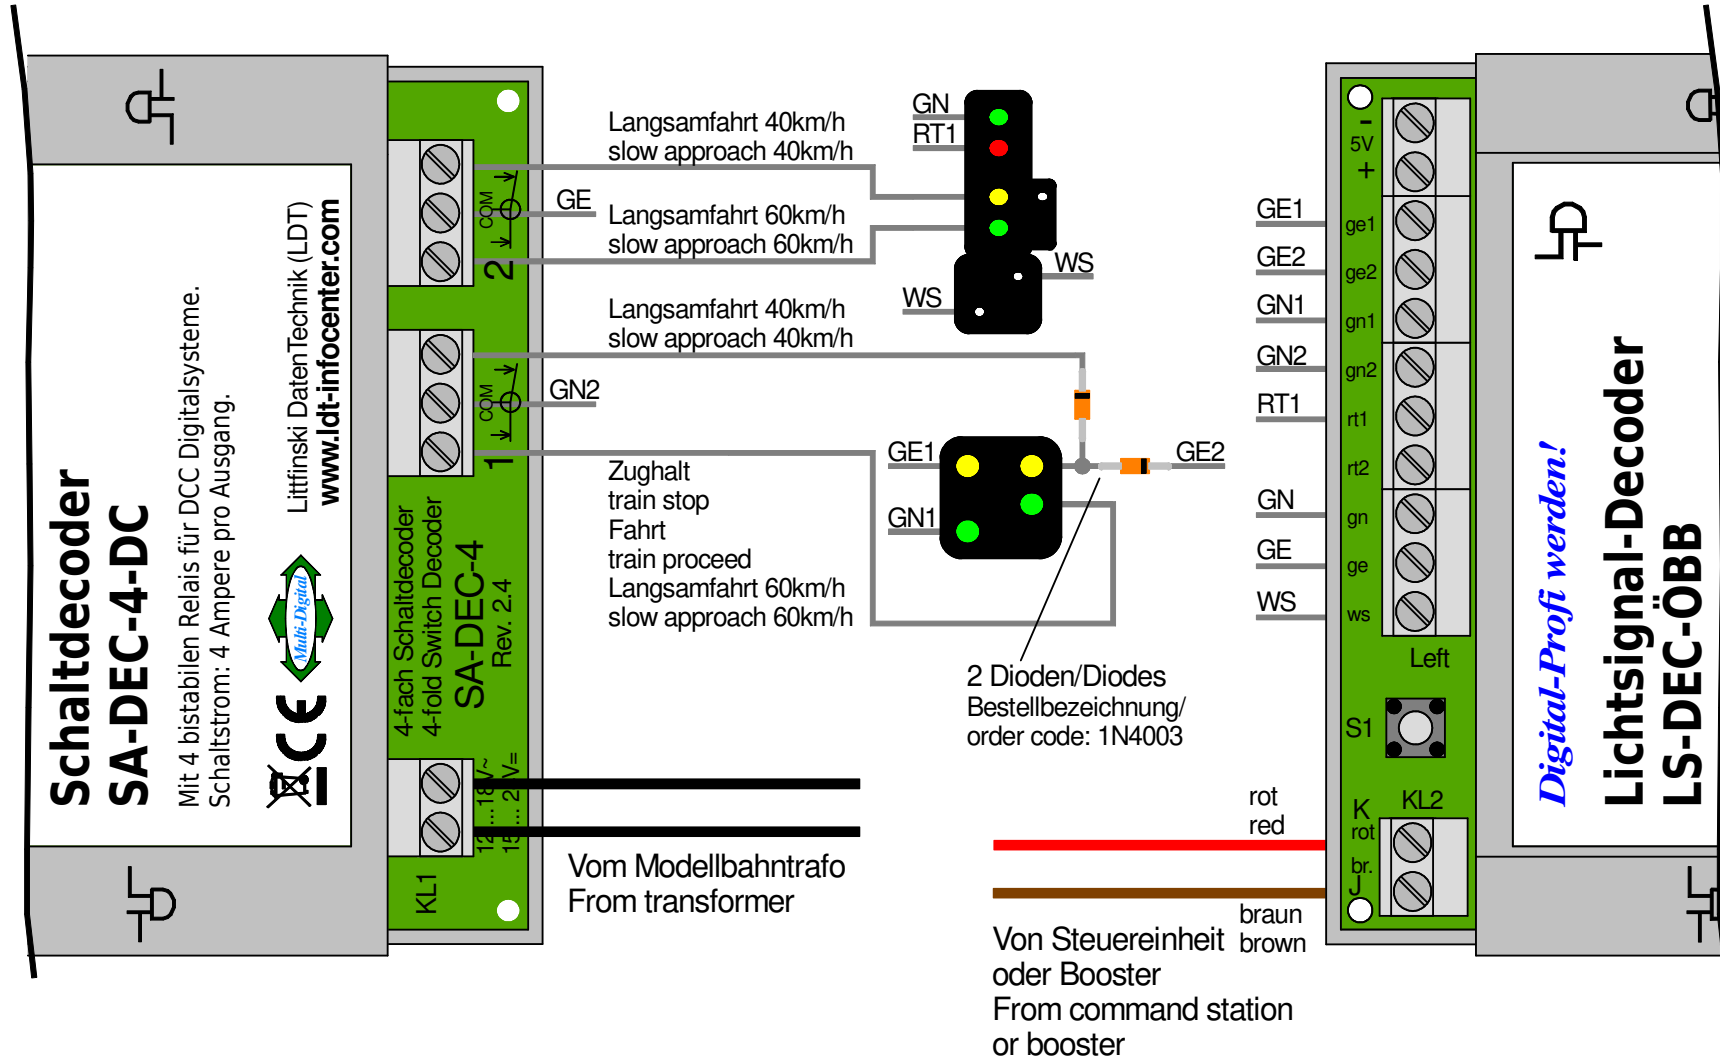 Schaltdecoder
SA-DEC-4-DC
Mit 4 bistabilen Relais für DCC Digitalsysteme.
Schaltstrom: 4 Ampere pro Ausgang.
CE
Multi-Digital
Littfinski DatenTechnik (LDT)
www.ldt-infocenter.com
4-fach Schaltdecoder
4-fold Switch Decoder
SA-DEC-4
Rev. 2.4
KL1
COM
2
COM
1
Langsamfahrt 40km/h
slow approach 40km/h
GE
Langsamfahrt 60km/h
slow approach 60km/h
Langsamfahrt 40km/h
slow approach 40km/h
GN2
Zughalt
train stop
Fahrt
train proceed
Langsamfahrt 60km/h
slow approach 60km/h
Vom Modellbahntrafo
From transformer
GN
RT1
WS
WS
GE1
GN1
GE2
2 Dioden/Diodes
Bestellbezeichnung/
order code: 1N4003
GE1
GE2
GN1
GN2
RT1
GN
GE
WS
-
5V
+
ge1
ge2
gn1
gn2
rt1
rt2
gn
ge
ws
Left
S1
K
KL2
rot
br.
J
rot
red
braun
brown
Von Steuereinheit
oder Booster
From command station
or booster
Digital-Profi werden!
Lichtsignal-Decoder
LS-DEC-ÖBB